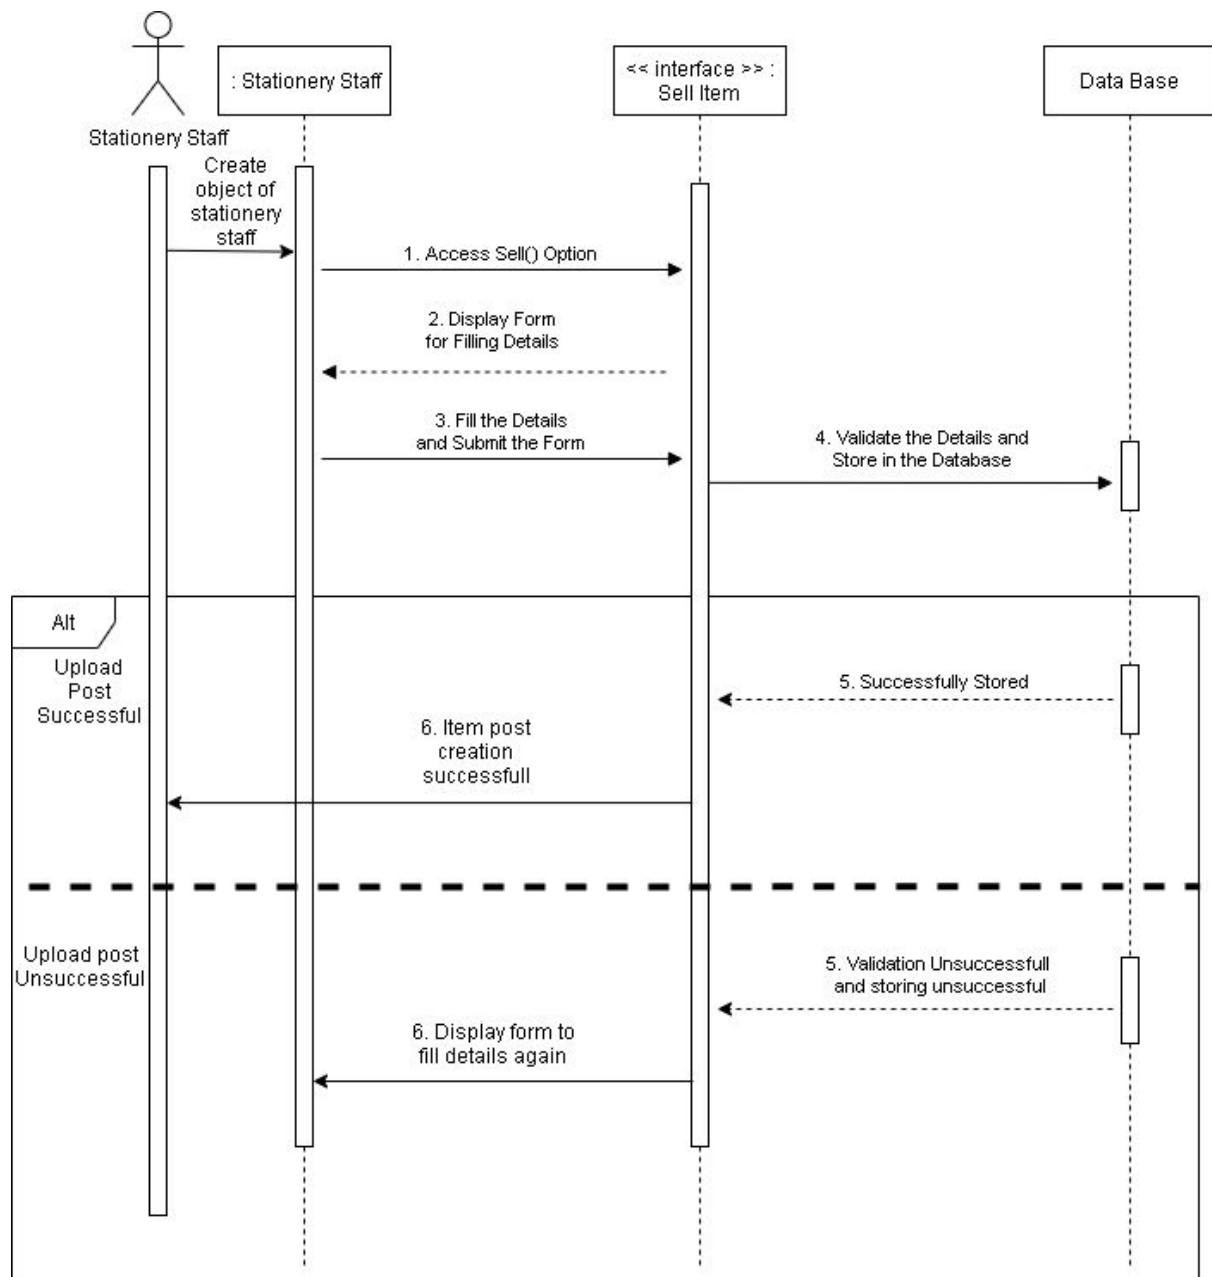 : Stationery Staff
<< interface >> :
Sell Item
Data Base
Stationery Staff
Create
object of
stationery
staff
1. Access Sell() Option
2. Display Form
for Filling Details
3. Fill the Details
and Submit the Form
4. Validate the Details and
Store in the Database
Alt
Upload
Post
Successful
5. Successfully Stored
6. Item post
creation
successfull
Upload post
Unsuccessful
5. Validation Unsuccessfull
and storing unsuccessful
6. Display form to
fill details again